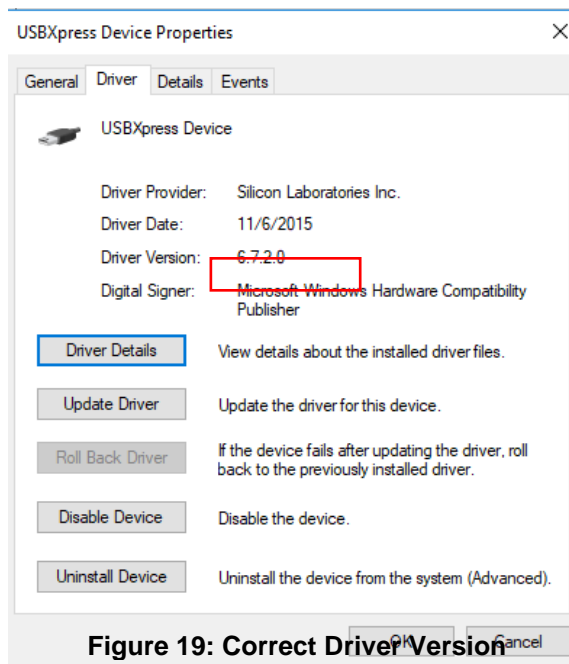 USBXpress Device Properties
General Driver Details Events
USBXpress Device
Driver Provider: Silicon Laboratories Inc.
Driver Date: 11/6/2015
Driver Version: 6.7.2.0
Digital Signer: Microsoft Windows Hardware Compatibility
Publisher
Driver Details View details about the installed driver files.
Update Driver Update the driver for this device.
Roll Back Driver If the device fails after updating the driver, roll
back to the previously installed driver.
Disable Device Disable the device.
Uninstall Device Uninstall the device from the system (Advanced).
OK Cancel
Figure 19: Correct Driver Version